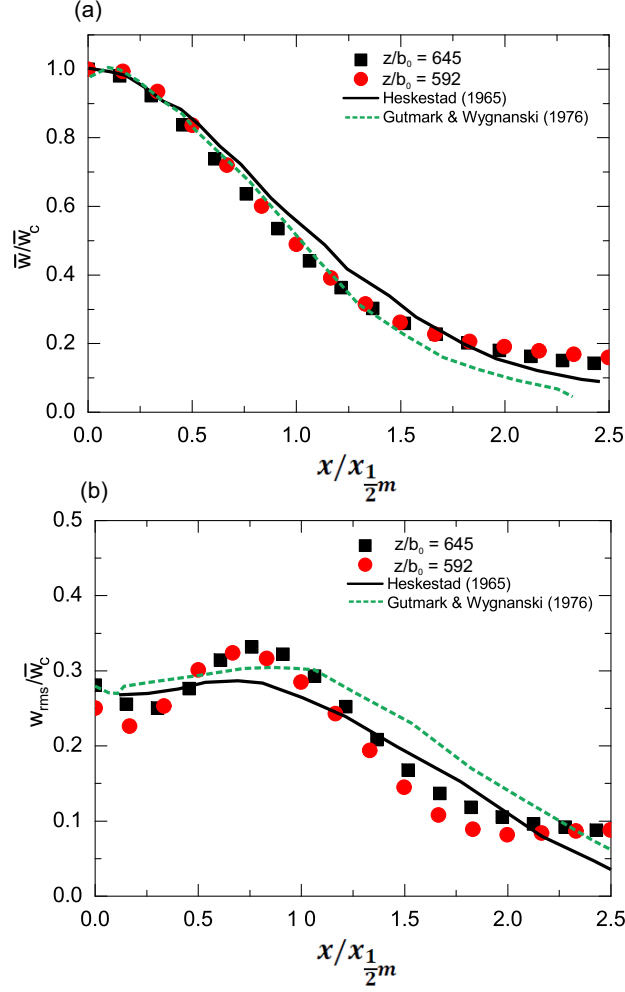 (a)
z/b₀ = 645
z/b₀ = 592
Heskestad (1965)
Gutmark & Wygnanski (1976)
1.0
0.8
0.6
0.4
0.2
0.0
w̅/w̅c
0.0 0.5 1.0 1.5 2.0 2.5
x/x½m
(b)
z/b₀ = 645
z/b₀ = 592
Heskestad (1965)
Gutmark & Wygnanski (1976)
0.5
0.4
0.3
0.2
0.1
0.0
wrms/w̅c
0.0 0.5 1 0 1.5 2.0 2.5
x/x½m